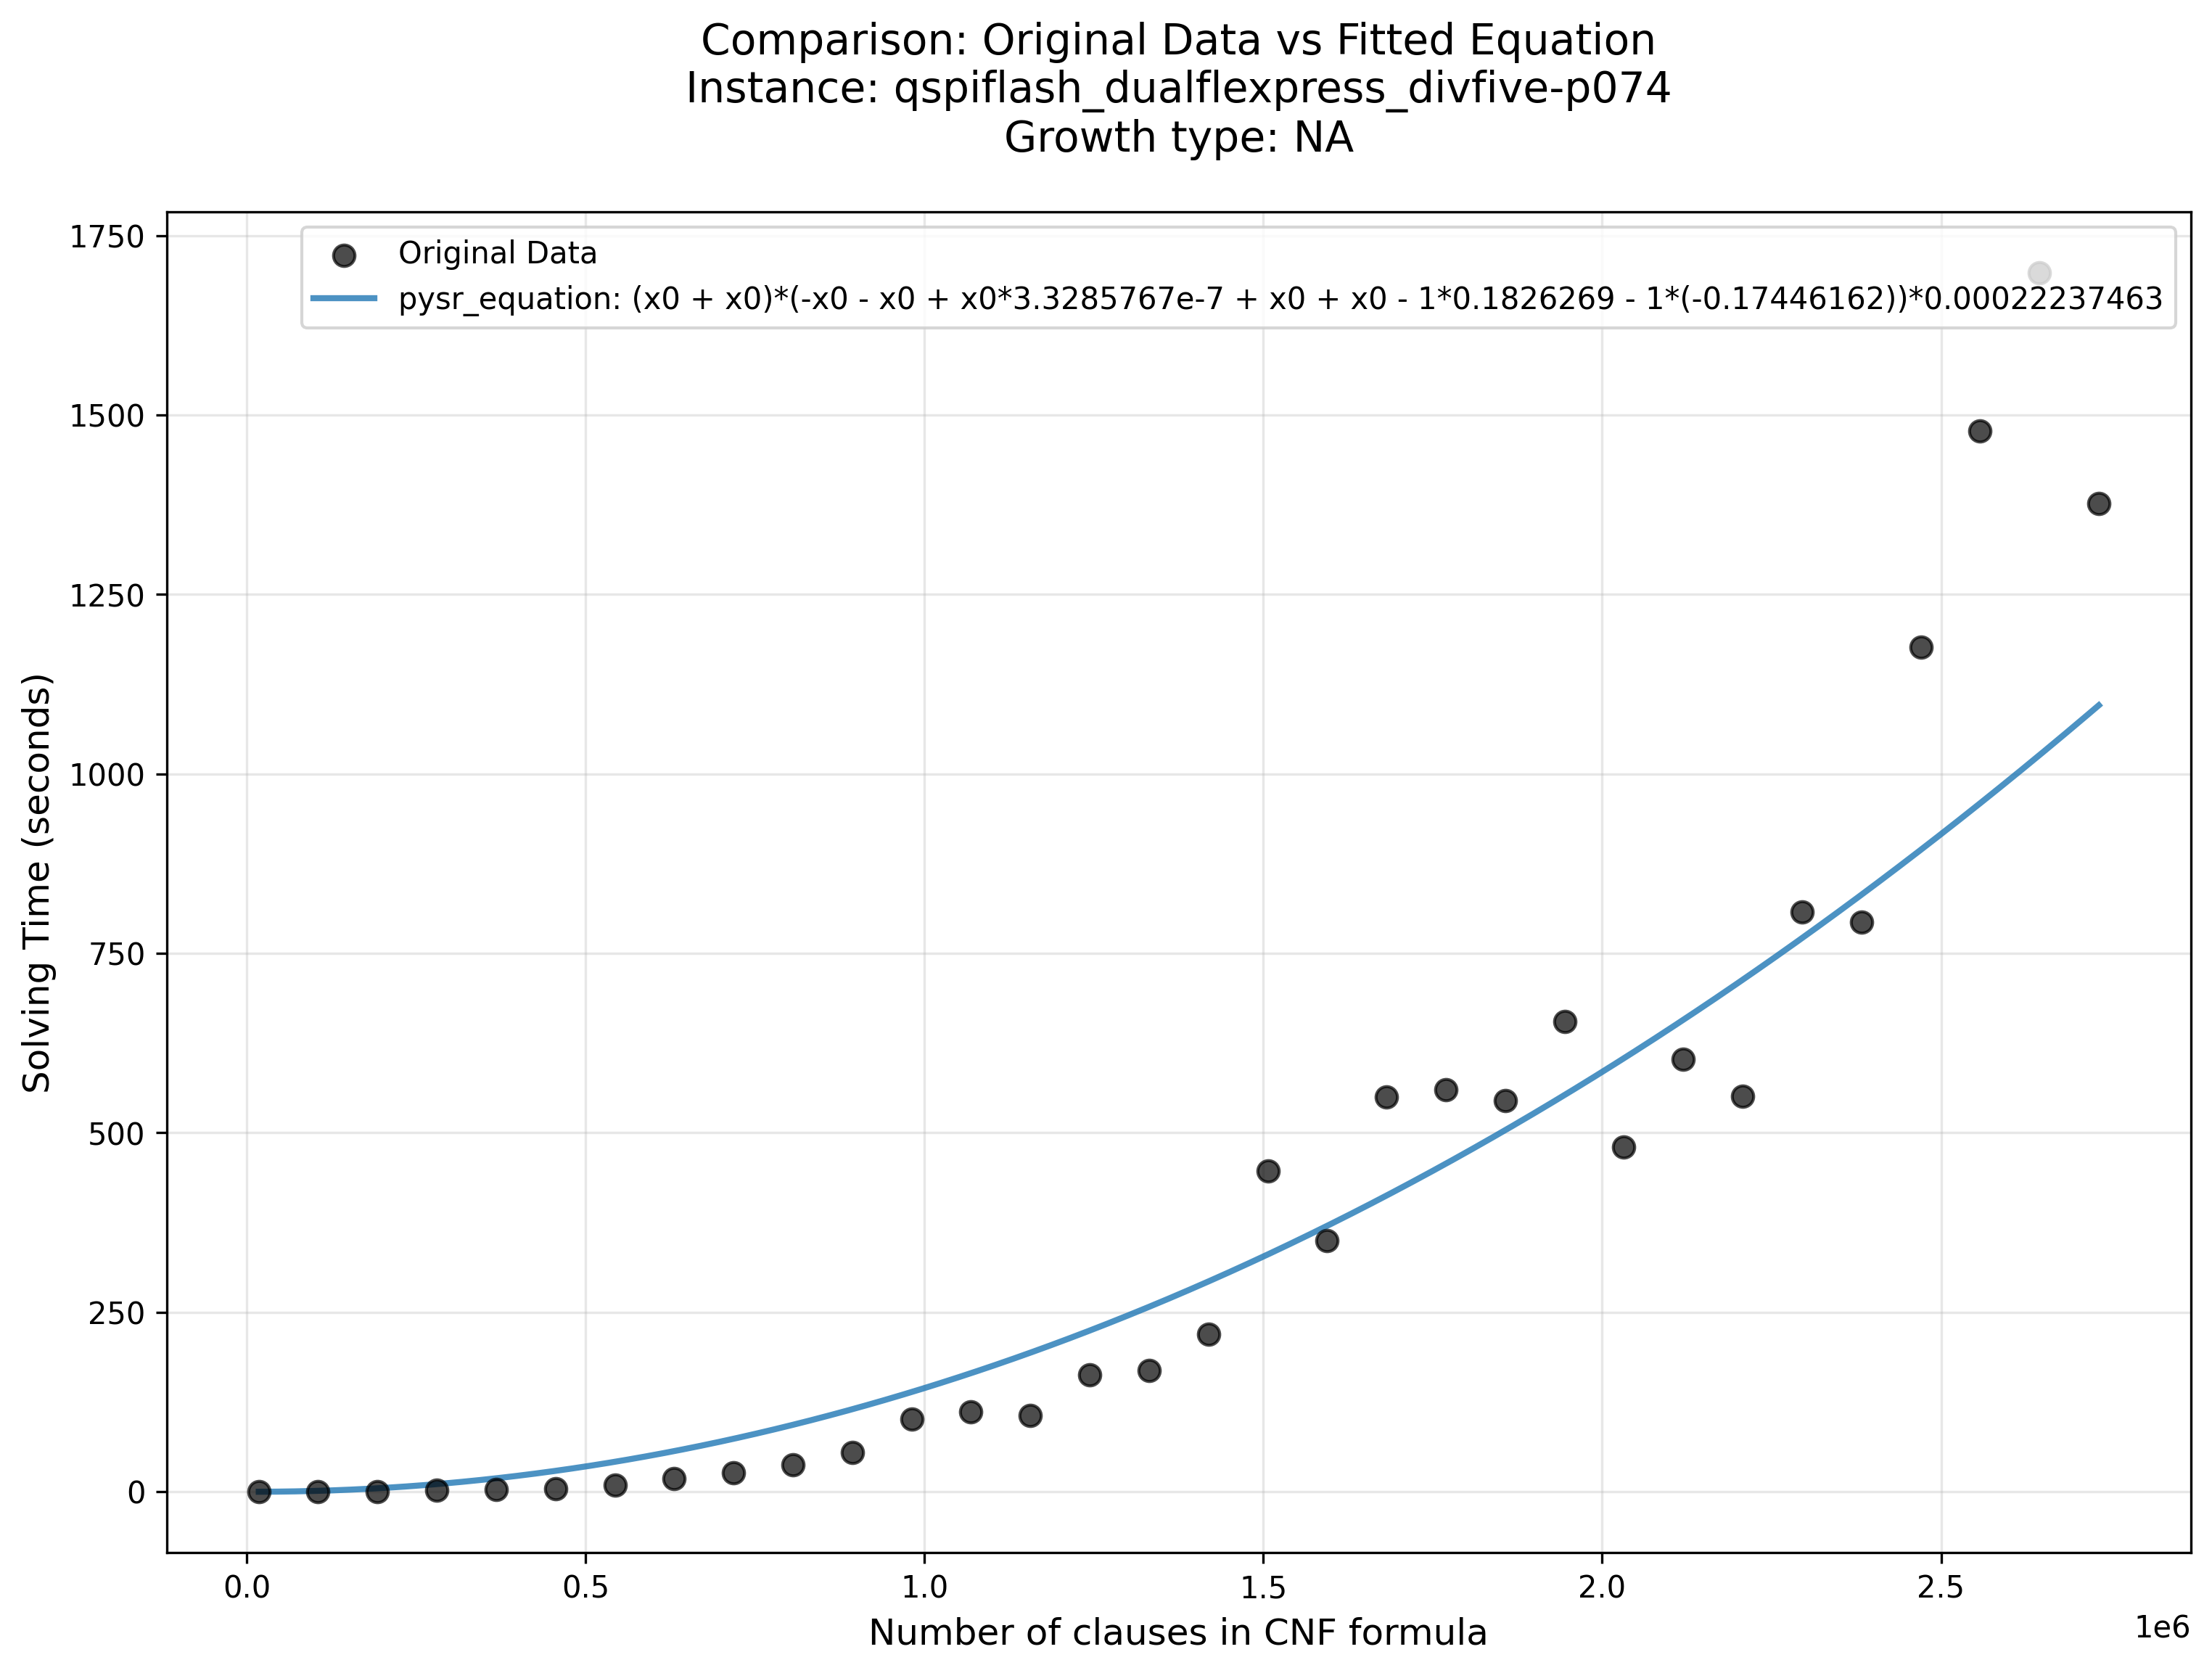 Comparison: Original Data vs Fitted Equation
Instance: qspiflash_dualflexpress_divfive-p074
Growth type: NA
Original Data
pysr_equation: (x0 + x0)*(-x0 - x0 + x0*3.3285767e-7 + x0 + x0 - 1*0.1826269 - 1*(-0.17446162))*0.00022237463
Solving Time (seconds)
1750
1500
1250
1000
750
500
250
0
0.0 0.5 1.0 1.5 2.0 2.5
1e6
Number of clauses in CNF formula